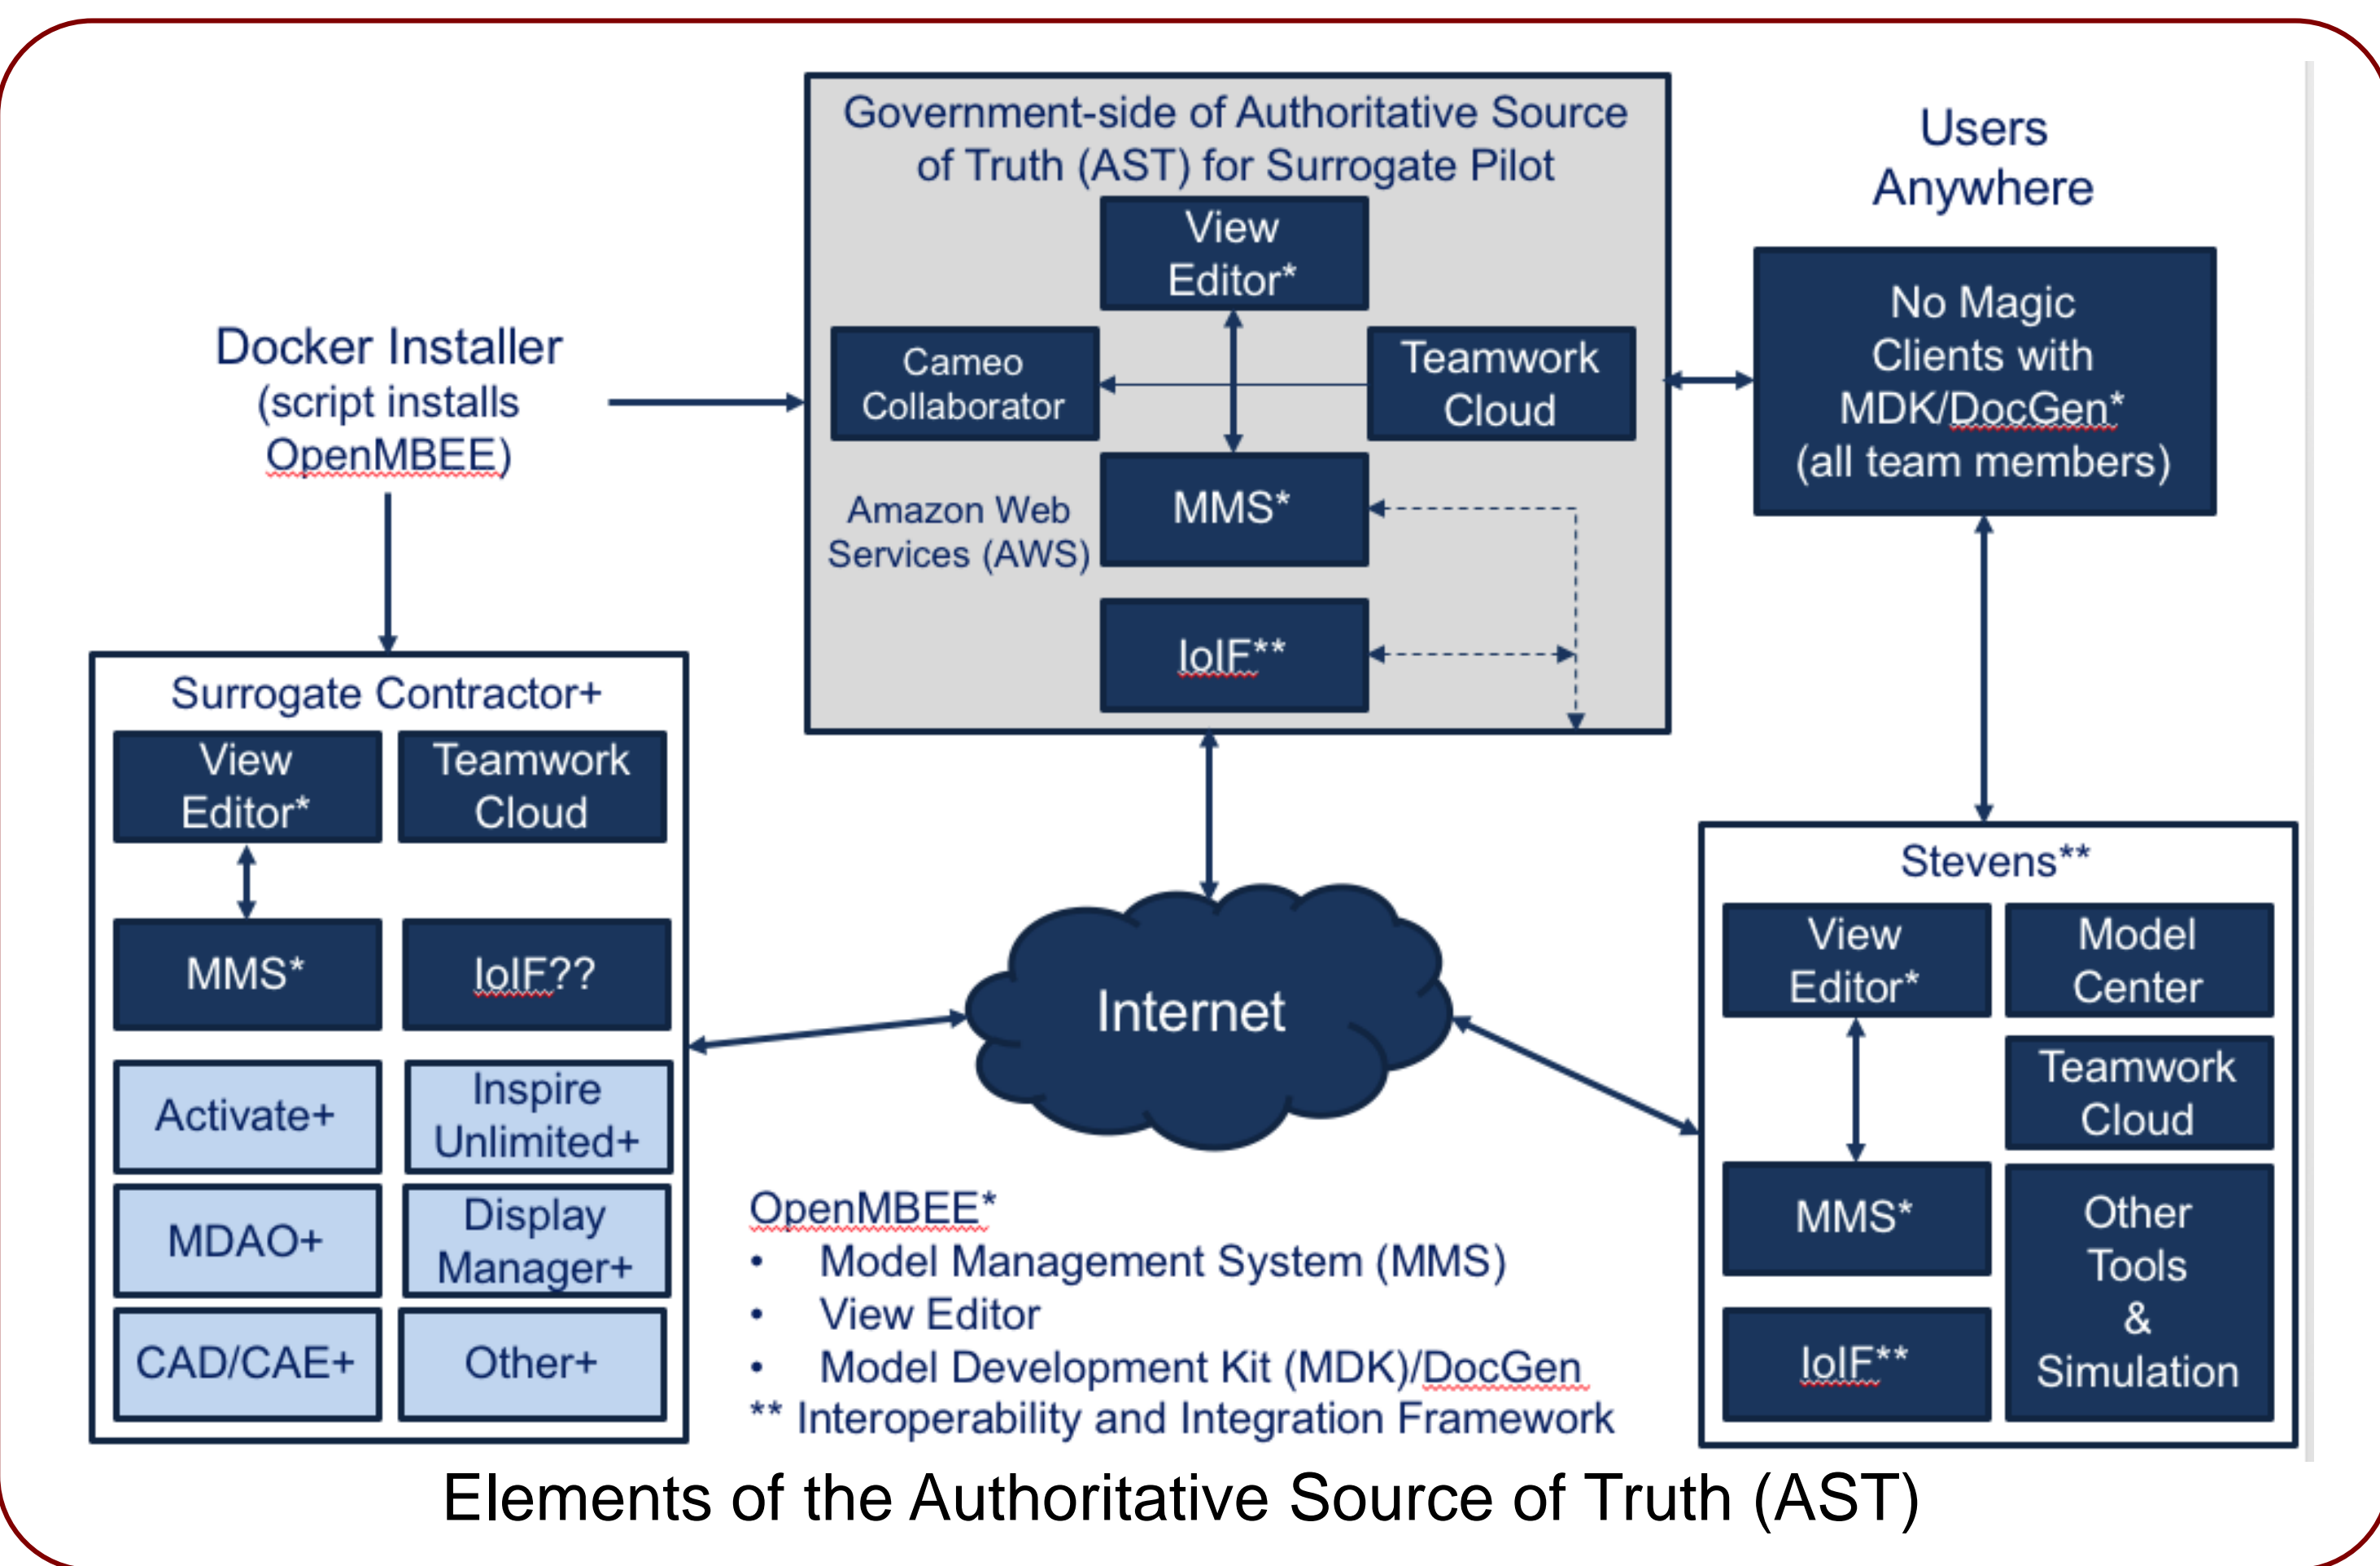 Government-side of Authoritative Source
of Truth (AST) for Surrogate Pilot
View
Editor*
Cameo
Collaborator
Teamwork
Cloud
Amazon Web
Services (AWS)
MMS*
IoIF**
Users
Anywhere
No Magic
Clients with
MDK/DocGen*
(all team members)
Docker Installer
(script installs
OpenMBEE)
Surrogate Contractor+
View
Editor*
Teamwork
Cloud
MMS*
IoIF??
Activate+
Inspire
Unlimited+
MDAO+
Display
Manager+
CAD/CAE+
Other+
Internet
Stevens**
View
Editor*
Model
Center
Teamwork
Cloud
MMS*
Other
Tools
&
Simulation
IoIF**
OpenMBEE*
• Model Management System (MMS)
• View Editor
• Model Development Kit (MDK)/DocGen
** Interoperability and Integration Framework
Elements of the Authoritative Source of Truth (AST)